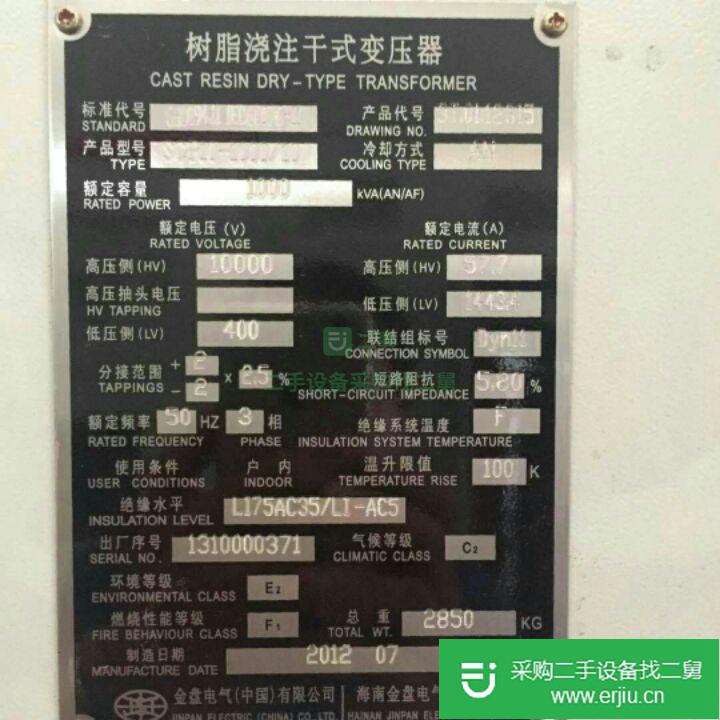 树脂浇注干式变压器
CAST RESIN DRY-TYPE TRANSFORMER
标准代号 产品代号
STANDARD DRAWING NO.
产品型号 冷却方式
TYPE COOLING TYPE AN
额定容量 1000 kVA(AN/AF)
RATED POWER
额定电压(V) 额定电流(A)
RATED VOLTAGE RATED CURRENT
高压侧(HV) 10000 高压侧(HV) 57.7
高压抽头电压 低压侧(LV) 1443.4
HV TAPPING
低压侧(LV) 400 联结组标号 Dyn11
CONNECTION SYMBOL
二手设备采 二舅
分接范围 +2 -2 × 2.5 % 短路阻抗 5.80 %
TAPPINGS SHORT-CIRCUIT IMPEDANCE
额定频率 50 HZ 3 相 绝缘系统温度 F
RATED FREQUENCY PHASE INSULATION SYSTEM TEMPERATURE
使用条件 户内 温升限值 100 K
USER CONDITIONS INDOOR TEMPERATURE RISE
绝缘水平 LI75AC35/LI-AC5
INSULATION LEVEL
出厂序号 1310000371 气候等级 C2
SERIAL NO. CLIMATIC CLASS
环境等级 E2
ENVIRONMENTAL CLASS
燃烧性能等级 F1 总重 2850 KG
FIRE BEHAVIOUR CLASS TOTAL WT.
制造日期 2012 07
MANUFACTURE DATE
金盘电气(中国)有限公司 海南金盘电气
JINPAN ELECTRIC (CHINA) CO., LTD. HAINAN JINPAN
采购二手设备找二舅
www.erjiu.cn